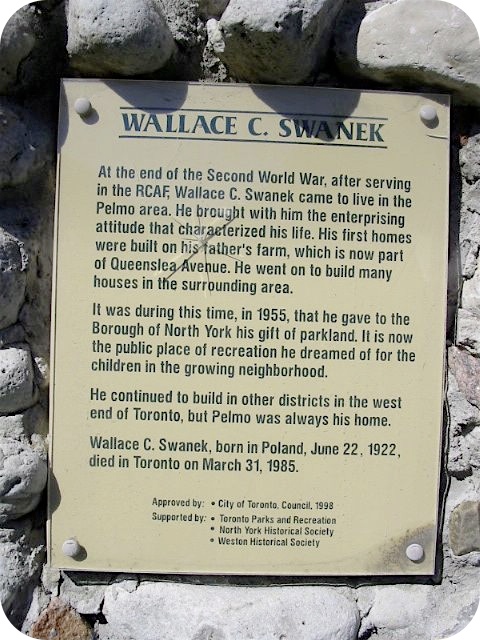 WALLACE C. SWANEK
At the end of the Second World War, after serving
in the RCAF, Wallace C. Swanek came to live in the
Pelmo area. He brought with him the enterprising
attitude that characterized his life. His first homes
were built on his father's farm, which is now part
of Queenslea Avenue. He went on to build many
houses in the surrounding area.
It was during this time, in 1955, that he gave to the
Borough of North York his gift of parkland. It is now
the public place of recreation he dreamed of for the
children in the growing neighborhood.
He continued to build in other districts in the west
end of Toronto, but Pelmo was always his home.
Wallace C. Swanek, born in Poland, June 22, 1922,
died in Toronto on March 31, 1985.
Approved by: • City of Toronto, Council, 1998
Supported by: • Toronto Parks and Recreation
• North York Historical Society
• Weston Historical Society